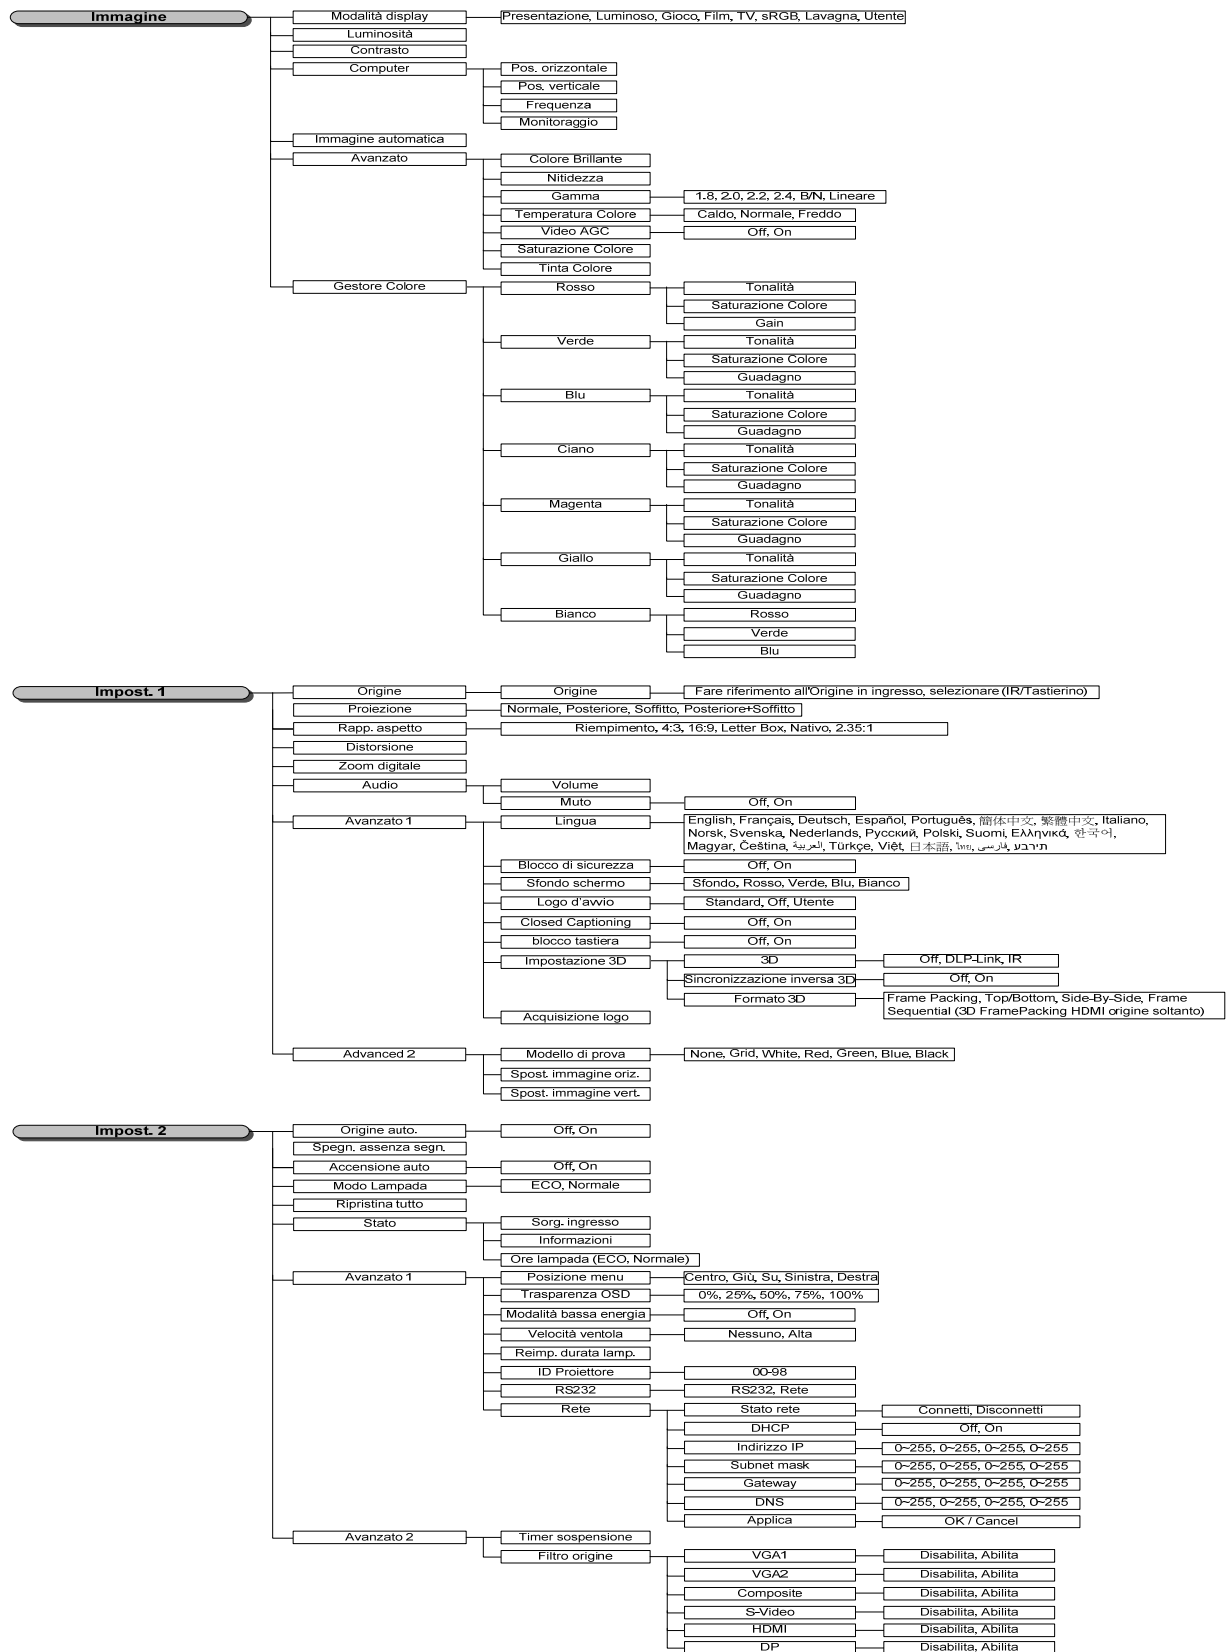 Immagine
Modalità display
Presentazione, Luminoso, Gioco, Film, TV, sRGB, Lavagna, Utente
Luminosità
Contrasto
Computer
Pos. orizzontale
Pos. verticale
Frequenza
Monitoraggio
Immagine automatica
Avanzato
Colore Brillante
Nitidezza
Gamma
1.8, 2.0, 2.2, 2.4, B/N, Lineare
Temperatura Colore
Caldo, Normale, Freddo
Video AGC
Off, On
Saturazione Colore
Tinta Colore
Gestore Colore
Rosso
Tonalità
Saturazione Colore
Gain
Verde
Tonalità
Saturazione Colore
Guadagno
Blu
Tonalità
Saturazione Colore
Guadagno
Ciano
Tonalità
Saturazione Colore
Guadagno
Magenta
Tonalità
Saturazione Colore
Guadagno
Giallo
Tonalità
Saturazione Colore
Guadagno
Bianco
Rosso
Verde
Blu
Impost. 1
Origine
Origine
Fare riferimento all'Origine in ingresso, selezionare (IR/Tastierino)
Proiezione
Normale, Posteriore, Soffitto, Posteriore+Soffitto
Rapp. aspetto
Riempimento, 4:3, 16:9, Letter Box, Nativo, 2.35:1
Distorsione
Zoom digitale
Audio
Volume
Muto
Off, On
Avanzato 1
Lingua
English, Français, Deutsch, Español, Português, 簡体中文, 繁體中文, Italiano,
Norsk, Svenska, Nederlands, Русский, Polski, Suomi, Ελληνικά, 한국어,
Magyar, Čeština, العربية, Türkçe, Việt, 日本語, ไทย, فارسی, תירבע
Blocco di sicurezza
Off, On
Sfondo schermo
Sfondo, Rosso, Verde, Blu, Bianco
Logo d'avvio
Standard, Off, Utente
Closed Captioning
Off, On
blocco tastiera
Off, On
Impostazione 3D
3D
Off, DLP-Link, IR
Sincronizzazione inversa 3D
Off, On
Formato 3D
Frame Packing, Top/Bottom, Side-By-Side, Frame
Sequential (3D FramePacking HDMI origine soltanto)
Acquisizione logo
Advanced 2
Modello di prova
None, Grid, White, Red, Green, Blue, Black
Spost. immagine oriz.
Spost. immagine vert.
Impost. 2
Origine auto.
Off, On
Spegn. assenza segn.
Accensione auto
Off, On
Modo Lampada
ECO, Normale
Ripristina tutto
Stato
Sorg. ingresso
Informazioni
Ore lampada (ECO, Normale)
Avanzato 1
Posizione menu
Centro, Giù, Su, Sinistra, Destra
Trasparenza OSD
0%, 25%, 50%, 75%, 100%
Modalità bassa energia
Off, On
Velocità ventola
Nessuno, Alta
Reimp. durata lamp.
ID Proiettore
00-98
RS232
RS232, Rete
Rete
Stato rete
Connetti, Disconnetti
DHCP
Off, On
Indirizzo IP
0~255, 0~255, 0~255, 0~255
Subnet mask
0~255, 0~255, 0~255, 0~255
Gateway
0~255, 0~255, 0~255, 0~255
DNS
0~255, 0~255, 0~255, 0~255
Applica
OK / Cancel
Avanzato 2
Timer sospensione
Filtro origine
VGA1
Disabilita, Abilita
VGA2
Disabilita, Abilita
Composite
Disabilita, Abilita
S-Video
Disabilita, Abilita
HDMI
Disabilita, Abilita
DP
Disabilita, Abilita